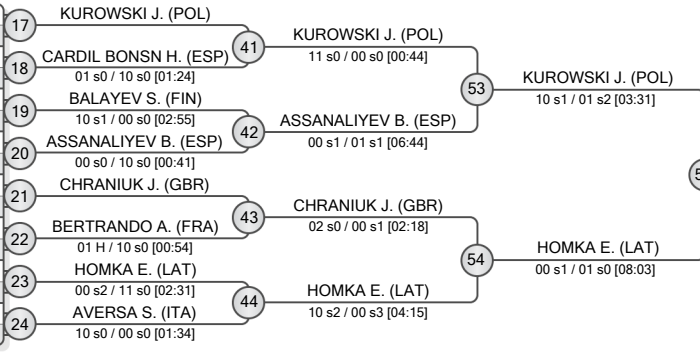 17
KUROWSKI J. (POL)
18
CARDIL BONSN H. (ESP)
01 s0 / 10 s0 [01:24]
19
BALAYEV S. (FIN)
10 s1 / 00 s0 [02:55]
20
ASSANALIYEV B. (ESP)
00 s0 / 10 s0 [00:41]
21
CHRANIUK J. (GBR)
22
BERTRANDO A. (FRA)
01 H / 10 s0 [00:54]
23
HOMKA E. (LAT)
00 s2 / 11 s0 [02:31]
24
AVERSA S. (ITA)
10 s0 / 00 s0 [01:34]
41
KUROWSKI J. (POL)
11 s0 / 00 s0 [00:44]
42
ASSANALIYEV B. (ESP)
00 s1 / 01 s1 [06:44]
43
CHRANIUK J. (GBR)
02 s0 / 00 s1 [02:18]
44
HOMKA E. (LAT)
10 s2 / 00 s3 [04:15]
53
KUROWSKI J. (POL)
10 s1 / 01 s2 [03:31]
54
HOMKA E. (LAT)
00 s1 / 01 s0 [08:03]